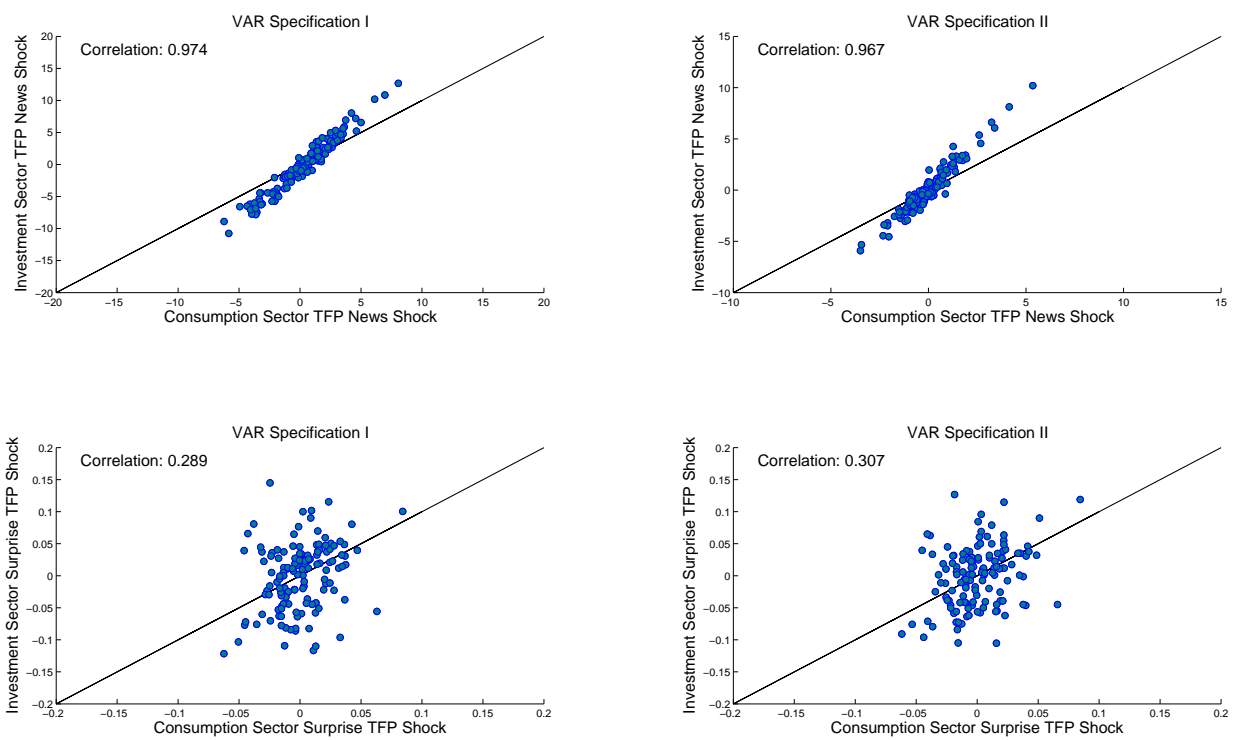 VAR Specification I
Correlation: 0.974
Investment Sector TFP News Shock
20
15
10
5
0
−5
−10
−15
−20
−20 −15 −10 −5 0 5 10 15 20
Consumption Sector TFP News Shock
VAR Specification II
Correlation: 0.967
Investment Sector TFP News Shock
15
10
5
0
−5
−10
−10 −5 0 5 10 15
Consumption Sector TFP News Shock
VAR Specification I
Correlation: 0.289
Investment Sector Surprise TFP Shock
0.2
0.15
0.1
0.05
0
−0.05
−0.1
−0.15
−0.2
−0.2 −0.15 −0.1 −0.05 0 0.05 0.1 0.15 0.2
Consumption Sector Surprise TFP Shock
VAR Specification II
Correlation: 0.307
Investment Sector Surprise TFP Shock
0.2
0.15
0.1
0.05
0
−0.05
−0.1
−0.15
−0.2
−0.2 −0.15 −0.1 −0.05 0 0.05 0.1 0.15 0.2
Consumption Sector Surprise TFP Shock